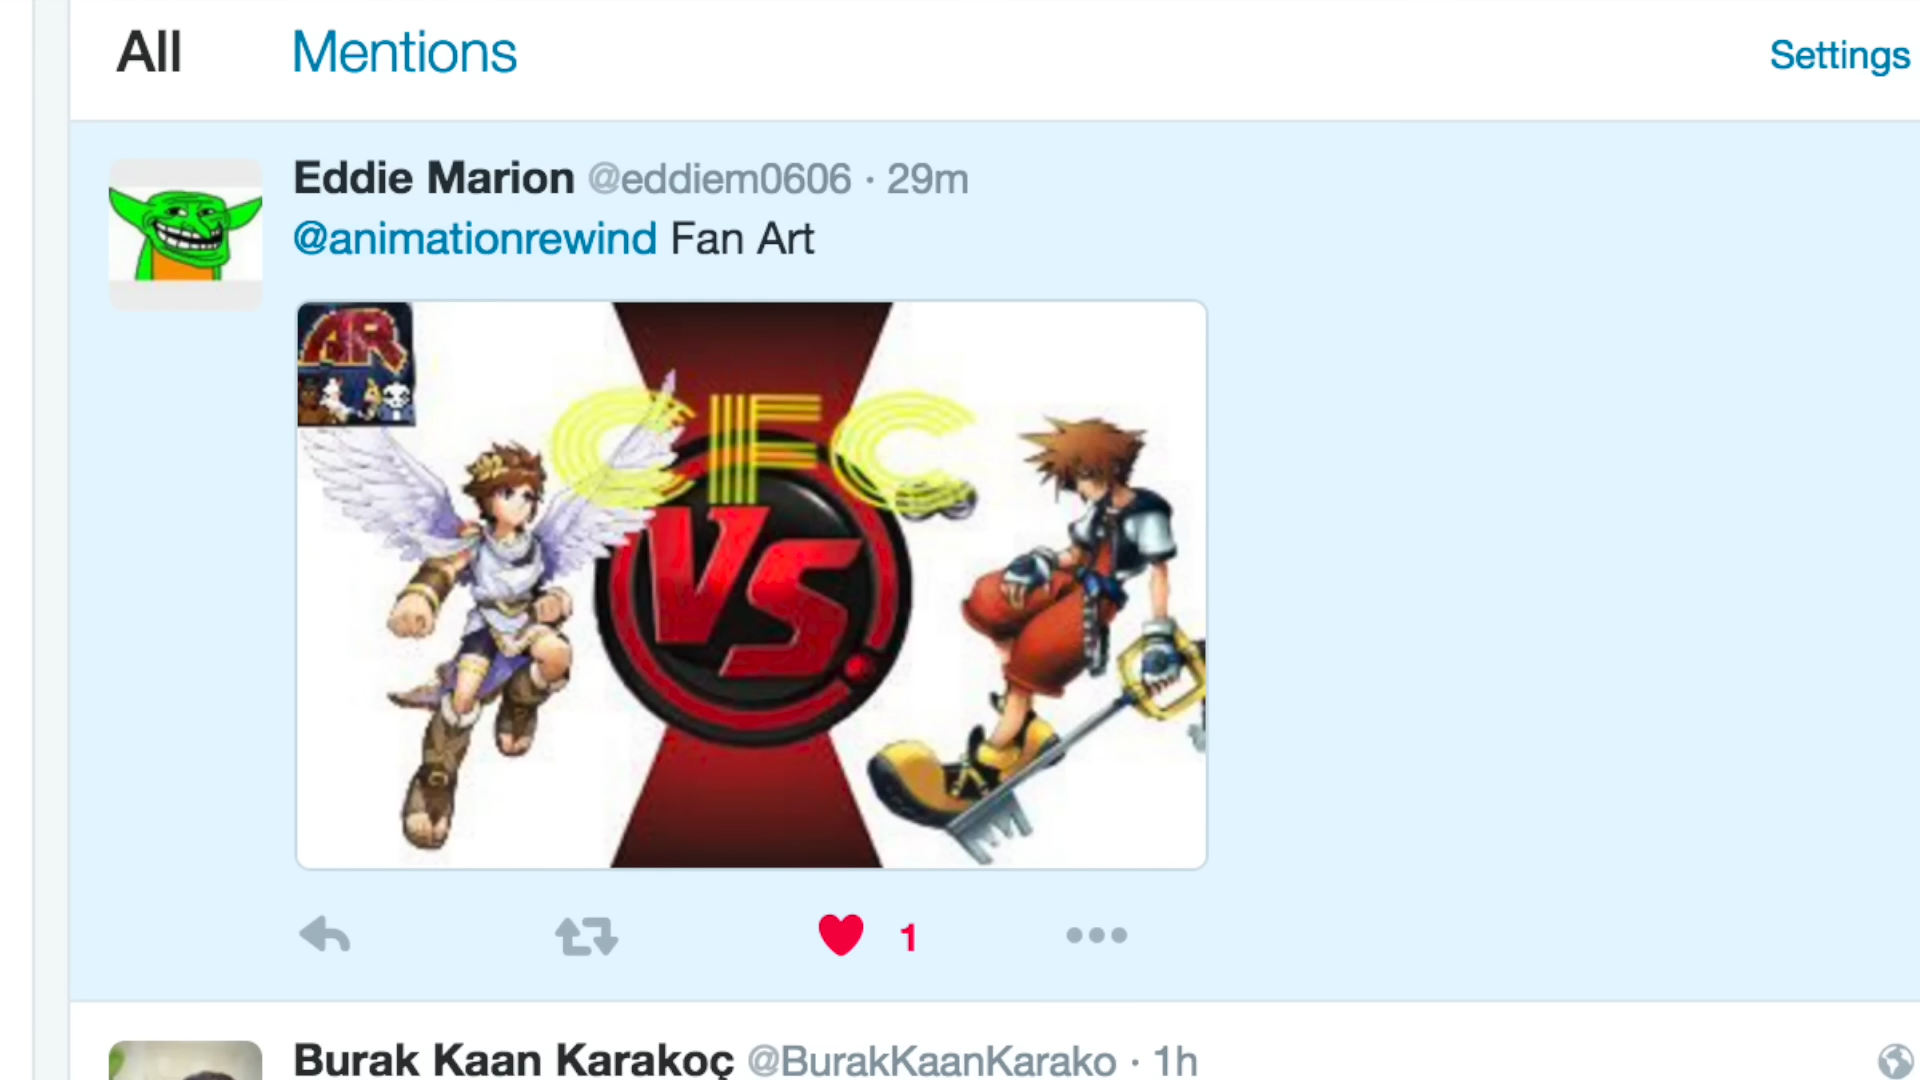 All Mentions Settings
Eddie Marion @eddiem0606 · 29m
@animationrewind Fan Art
AR
CFC
VS.
1
Burak Kaan Karakoç @BurakKaanKarako · 1h